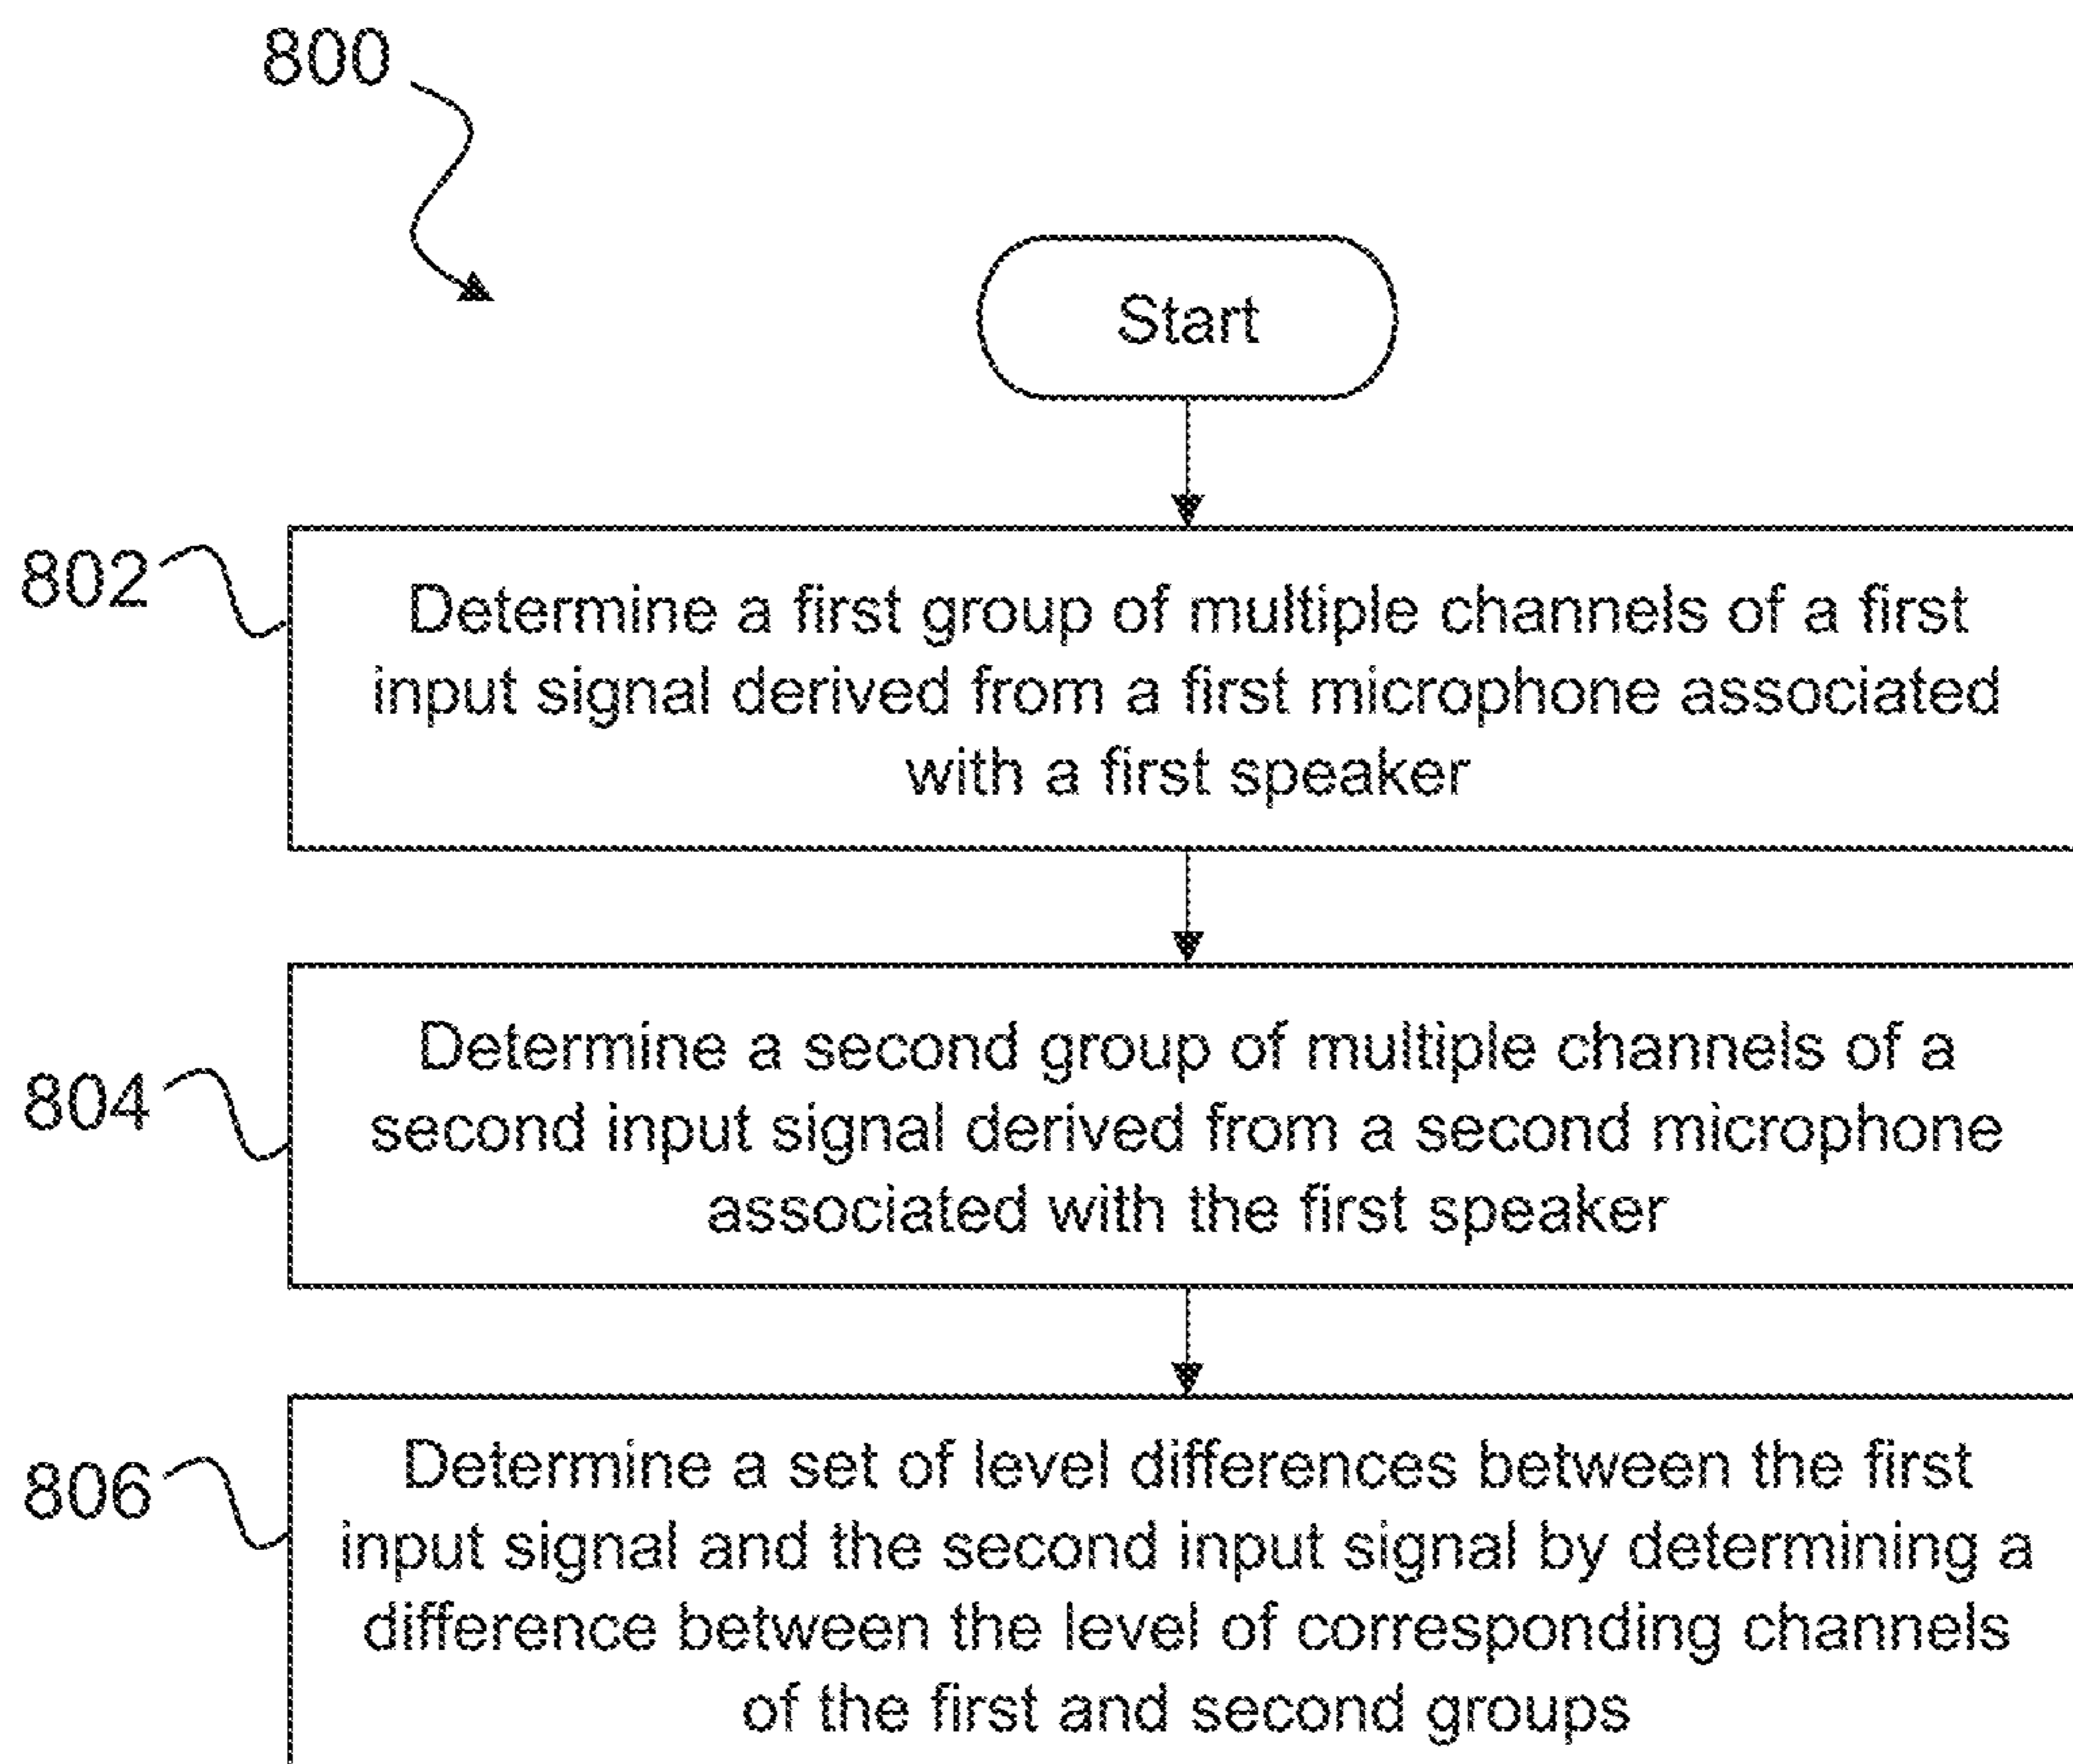 800
Start
802
Determine a first group of multiple channels of a first
input signal derived from a first microphone associated
with a first speaker
804
Determine a second group of multiple channels of a
second input signal derived from a second microphone
associated with the first speaker
806
Determine a set of level differences between the first
input signal and the second input signal by determining a
difference between the level of corresponding channels
of the first and second groups